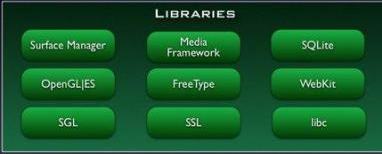 LIBRARIES
Surface Manager
Media
Framework
SQLite
OpenGL|ES
FreeType
WebKit
SGL
SSL
libc